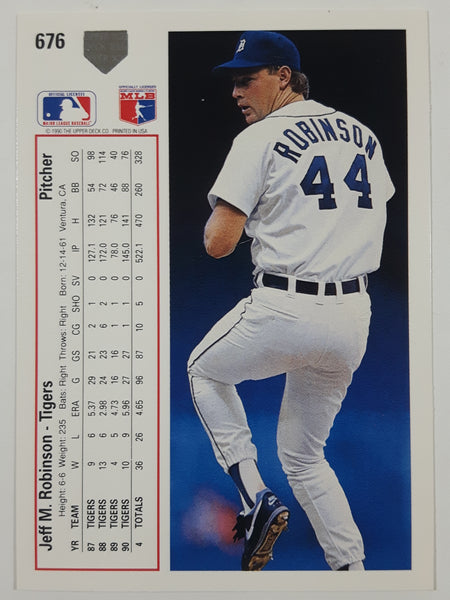 676
OFFICIAL LICENSEE
MAJOR LEAGUE BASEBALL
OFFICIALLY LICENSED
MLB
© 1990 THE UPPER DECK CO. PRINTED IN USA
Jeff M. Robinson - Tigers Pitcher
Height: 6-6 Weight: 235 Bats: Right Throws: Right Born: 12-14-61 Ventura, CA
YR TEAM W L ERA G GS CG SHO SV IP H BB SO
87 TIGERS 9 6 5.37 29 21 2 1 0 127.1 132 54 98
88 TIGERS 13 6 2.98 24 23 6 2 0 172.0 121 72 114
89 TIGERS 4 5 4.73 16 16 1 1 0 78.0 76 46 40
90 TIGERS 10 9 5.96 27 27 1 1 0 145.0 141 88 76
4 TOTALS 36 26 4.65 96 87 10 5 0 522.1 470 260 328
ROBINSON
44